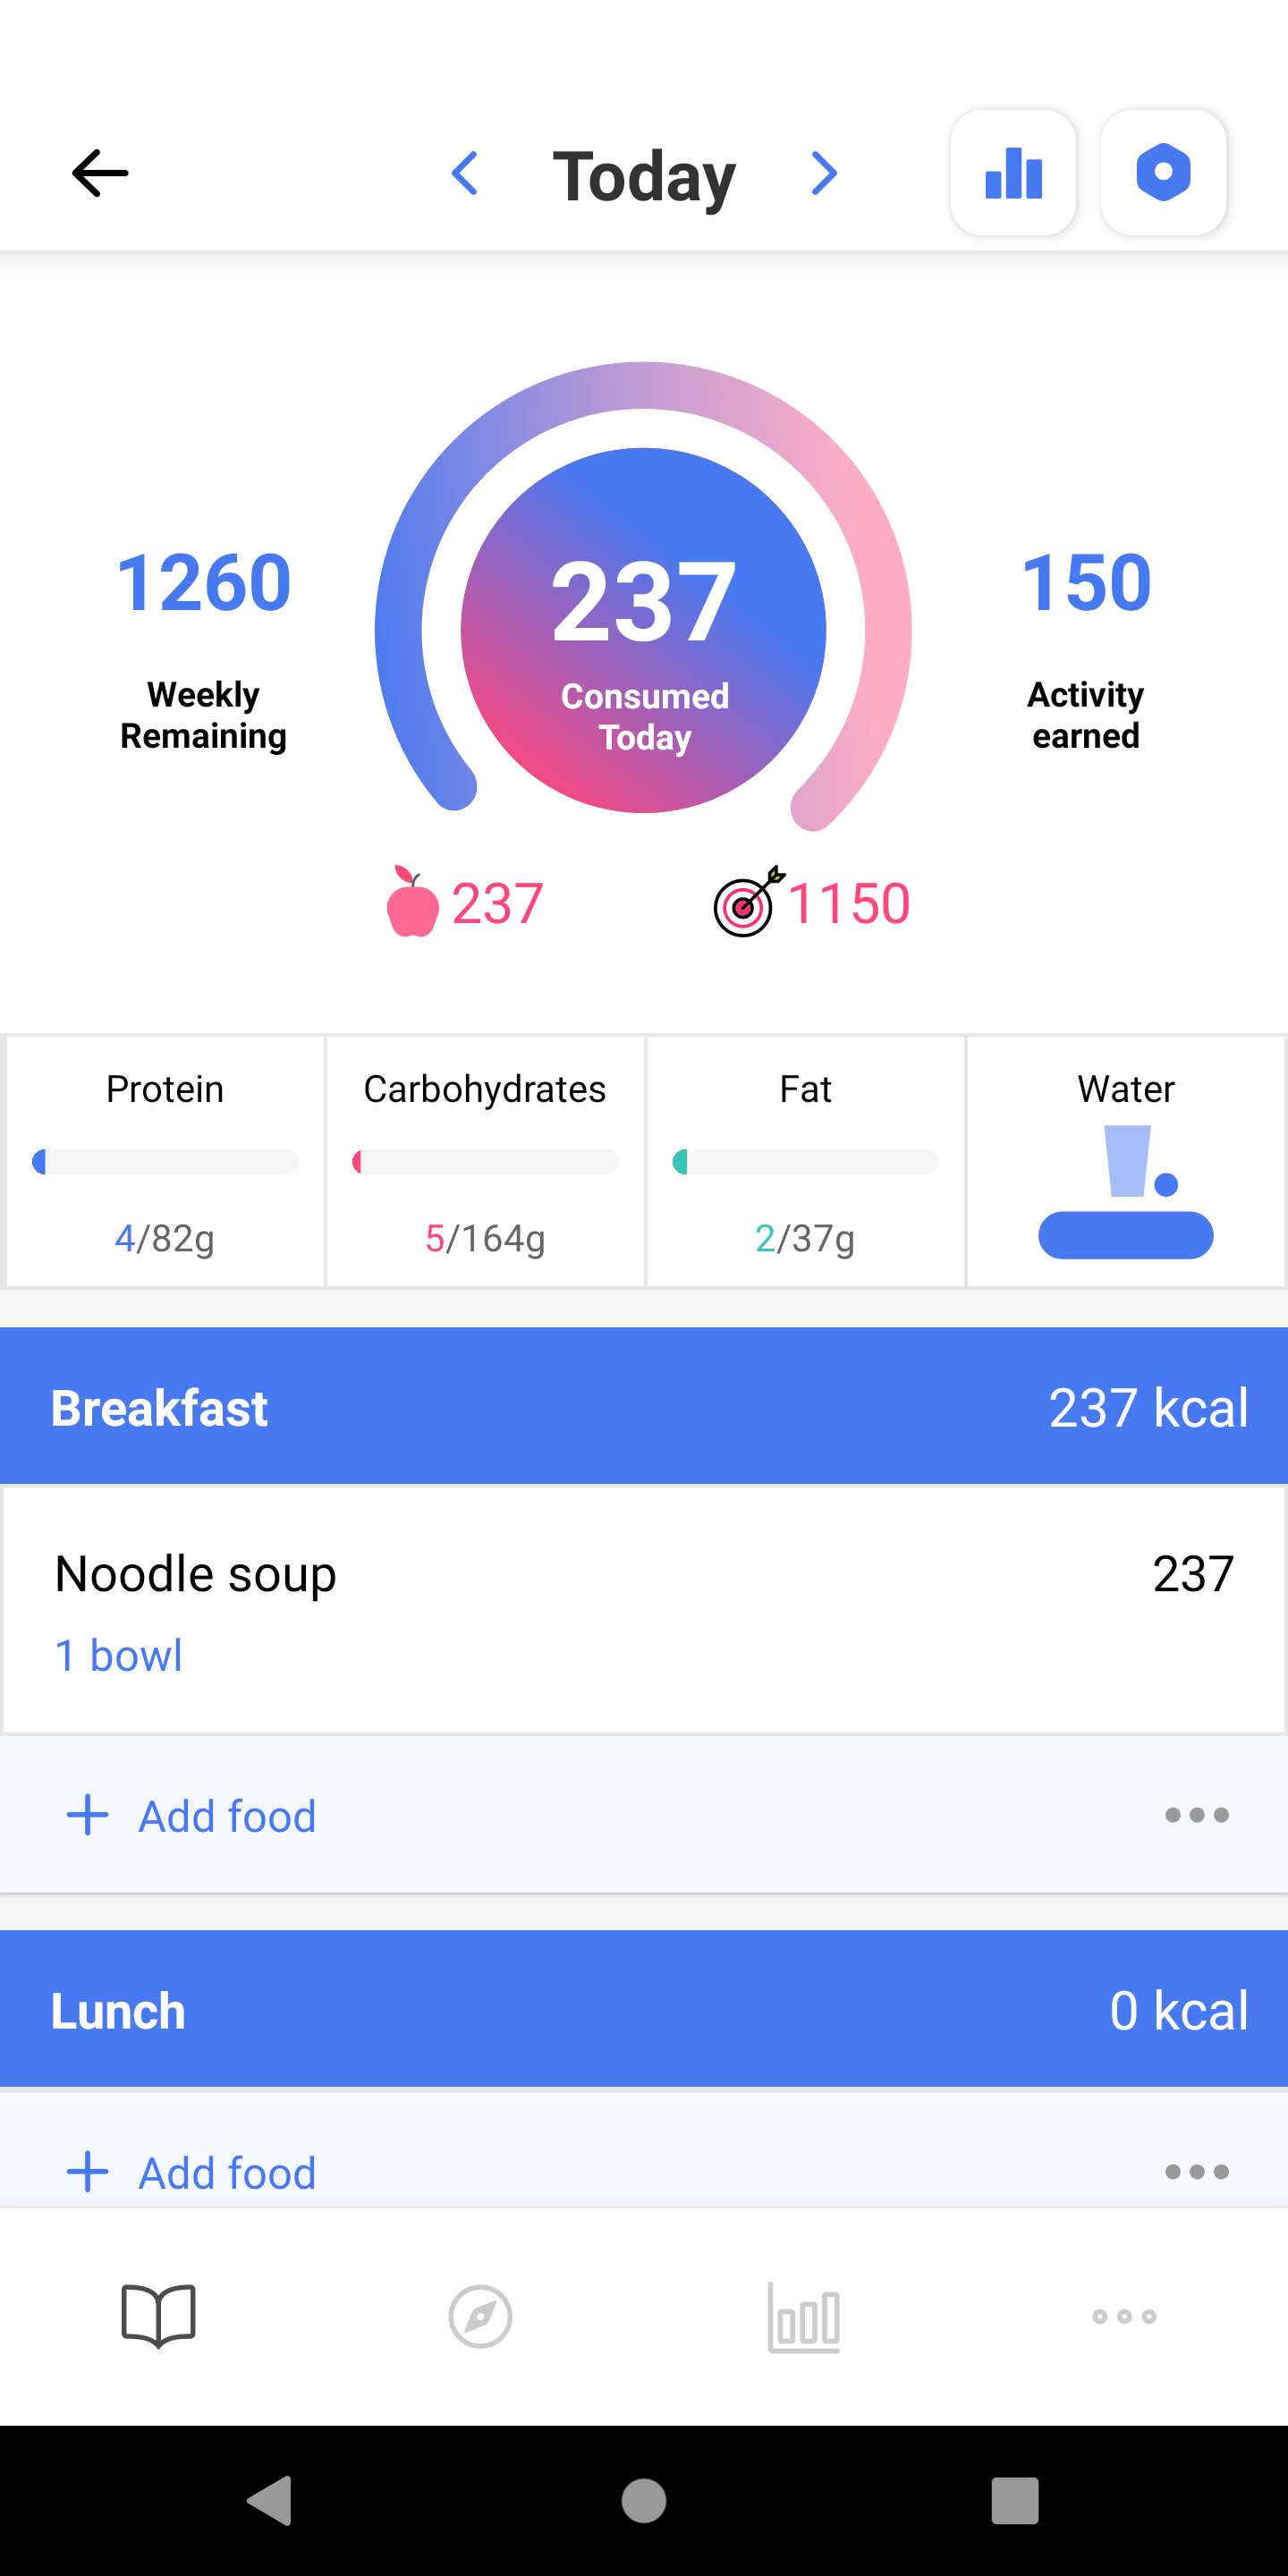 Today
1260
Weekly
Remaining
237
Consumed
Today
150
Activity
earned
237
1150
Protein
4/82g
Carbohydrates
5/164g
Fat
2/37g
Water
Breakfast
237 kcal
Noodle soup
237
1 bowl
Add food
Lunch
0 kcal
Add food